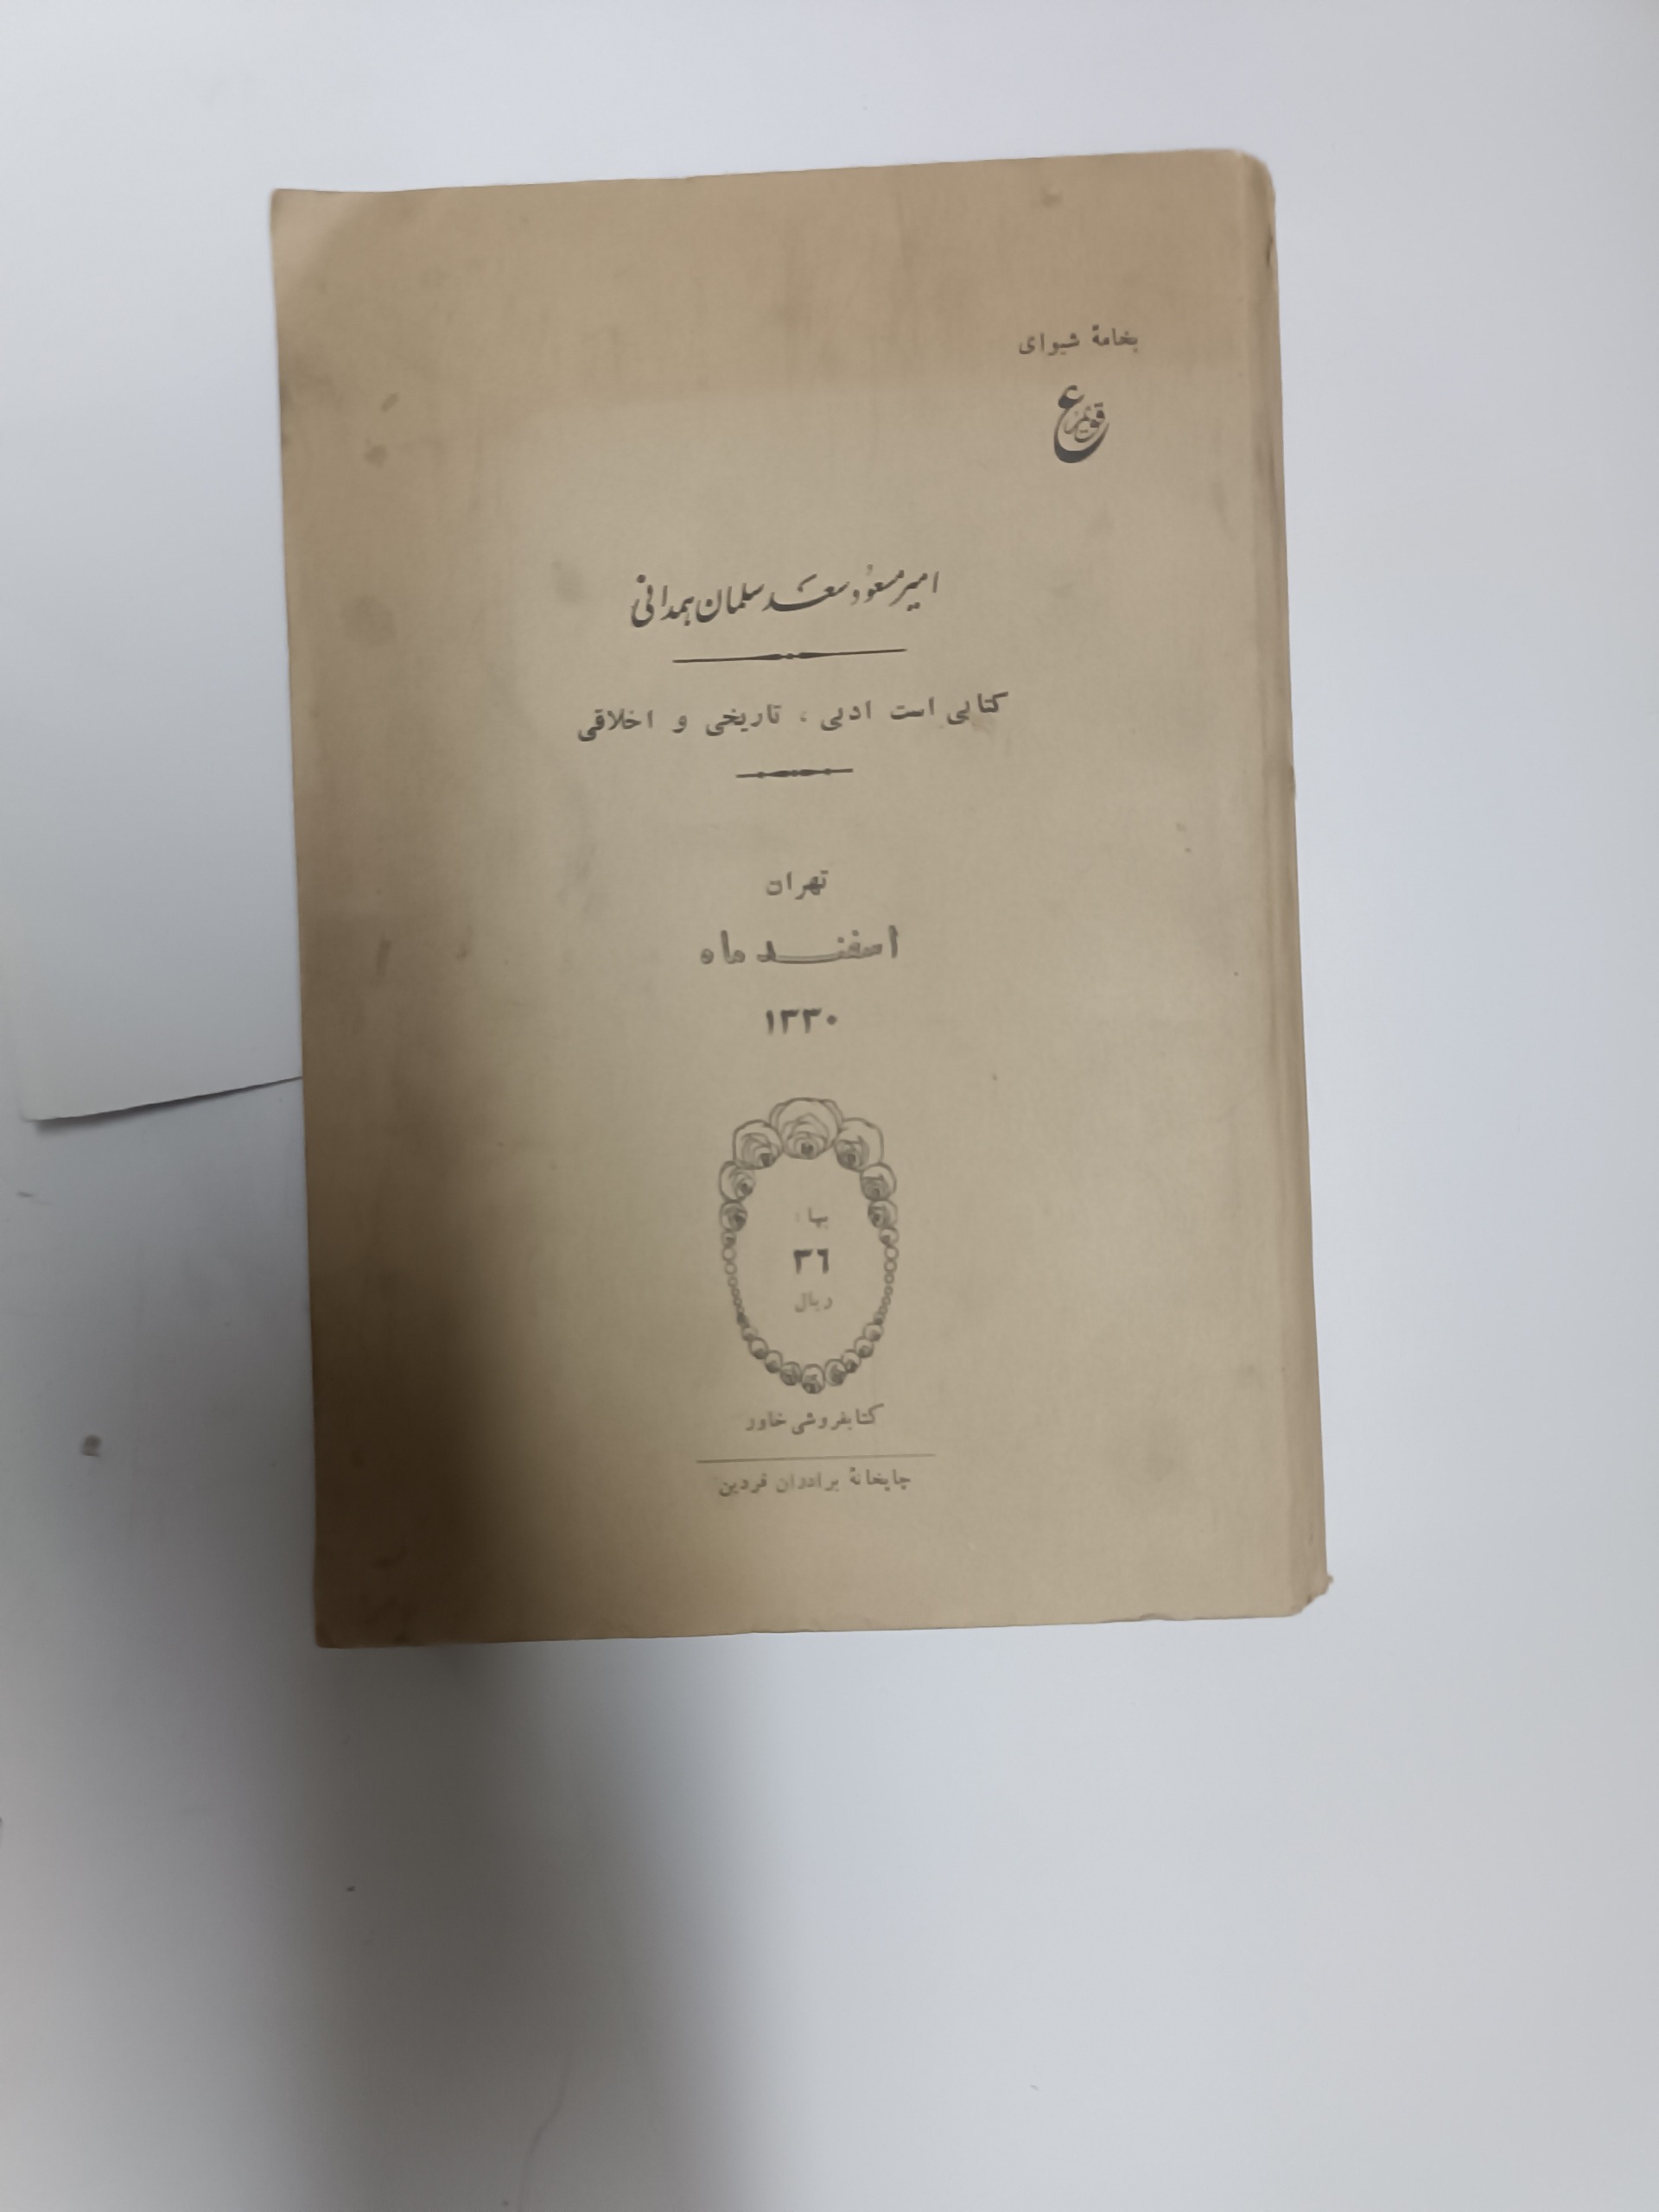 بخامهٔ شیوای
ع قویم
امیر مسعود سعد سلمان همدانی
کتابی است ادبی ، تاریخی و اخلاقی
تهران
اسفند ماه
۱۳۳۰
بها
۳٦
ریال
کتابفروشی خاور
چاپخانهٔ برادران فردین